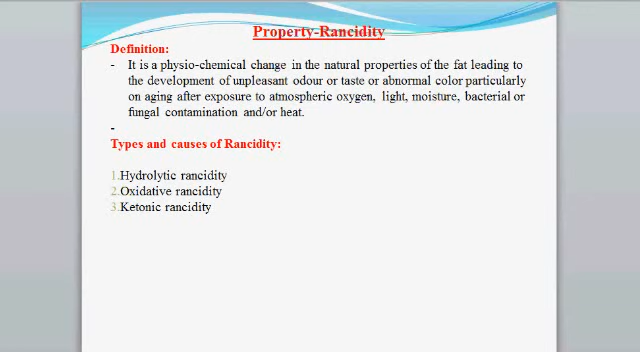 Property-Rancidity
Definition:
- It is a physio-chemical change in the natural properties of the fat leading to
the development of unpleasant odour or taste or abnormal color particularly
on aging after exposure to atmospheric oxygen, light, moisture, bacterial or
fungal contamination and/or heat.
-
Types and causes of Rancidity:
1.Hydrolytic rancidity
2.Oxidative rancidity
3.Ketonic rancidity